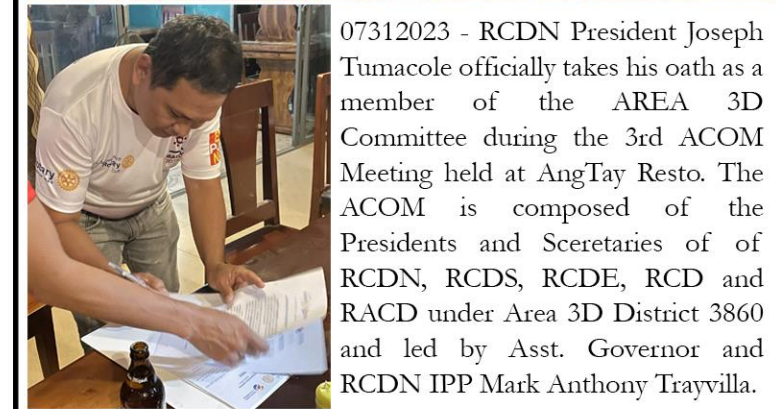 07312023 - RCDN President Joseph
Tumacole officially takes his oath as a
member of the AREA 3D
Committee during the 3rd ACOM
Meeting held at AngTay Resto. The
ACOM is composed of the
Presidents and Sceretaries of of
RCDN, RCDS, RCDE, RCD and
RACD under Area 3D District 3860
and led by Asst. Governor and
RCDN IPP Mark Anthony Trayvilla.